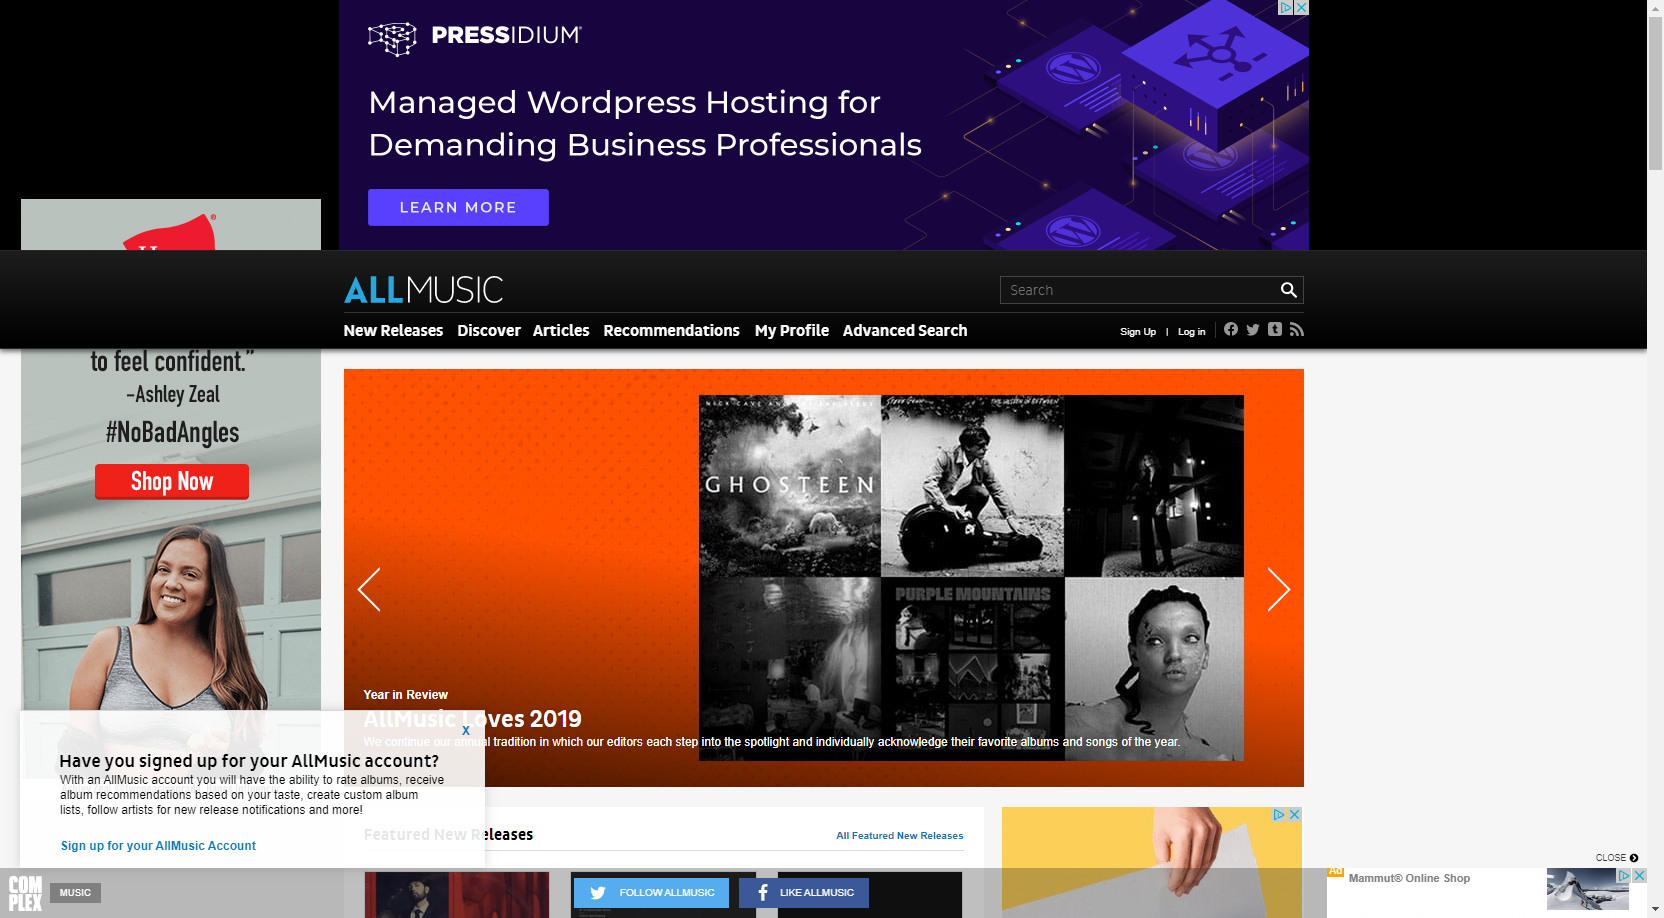 PRESSIDIUM
Managed Wordpress Hosting for
Demanding Business Professionals
LEARN MORE
ALLMUSIC
Search
New Releases Discover Articles Recommendations My Profile Advanced Search
Sign Up | Log in
to feel confident.”
-Ashley Zeal
#NoBadAngles
Shop Now
GHOSTEEN
PURPLE MOUNTAINS
Year in Review
AllMusic Loves 2019
We continue our annual tradition in which our editors each step into the spotlight and individually acknowledge their favorite albums and songs of the year.
X
Have you signed up for your AllMusic account?
With an AllMusic account you will have the ability to rate albums, receive
album recommendations based on your taste, create custom album
lists, follow artists for new release notifications and more!
Sign up for your AllMusic Account
Featured New Releases
All Featured New Releases
CLOSE
COMPLEX
MUSIC
FOLLOW ALLMUSIC
LIKE ALLMUSIC
Ad
Mammut® Online Shop